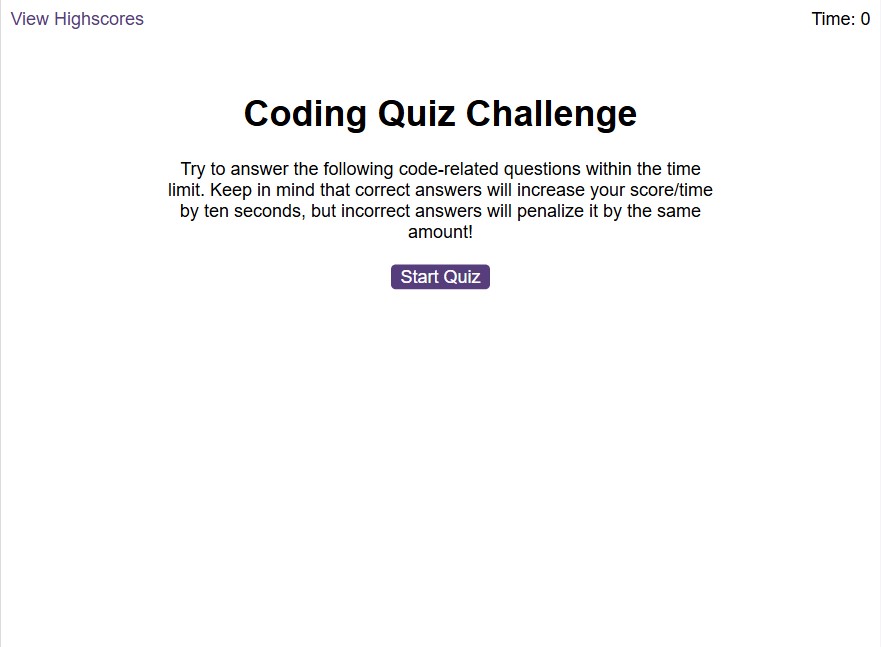 View Highscores
Time: 0
Coding Quiz Challenge
Try to answer the following code-related questions within the time
limit. Keep in mind that correct answers will increase your score/time
by ten seconds, but incorrect answers will penalize it by the same
amount!
Start Quiz